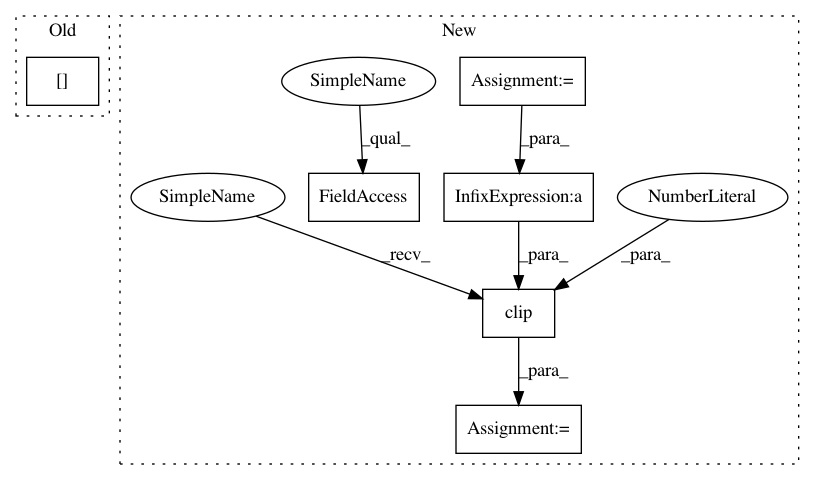 Old
New
[]
SimpleName
Assignment:=
_qual_
_para_
SimpleName
FieldAccess
InfixExpression:a
NumberLiteral
_recv_
_para_
_para_
clip
_para_
Assignment:=